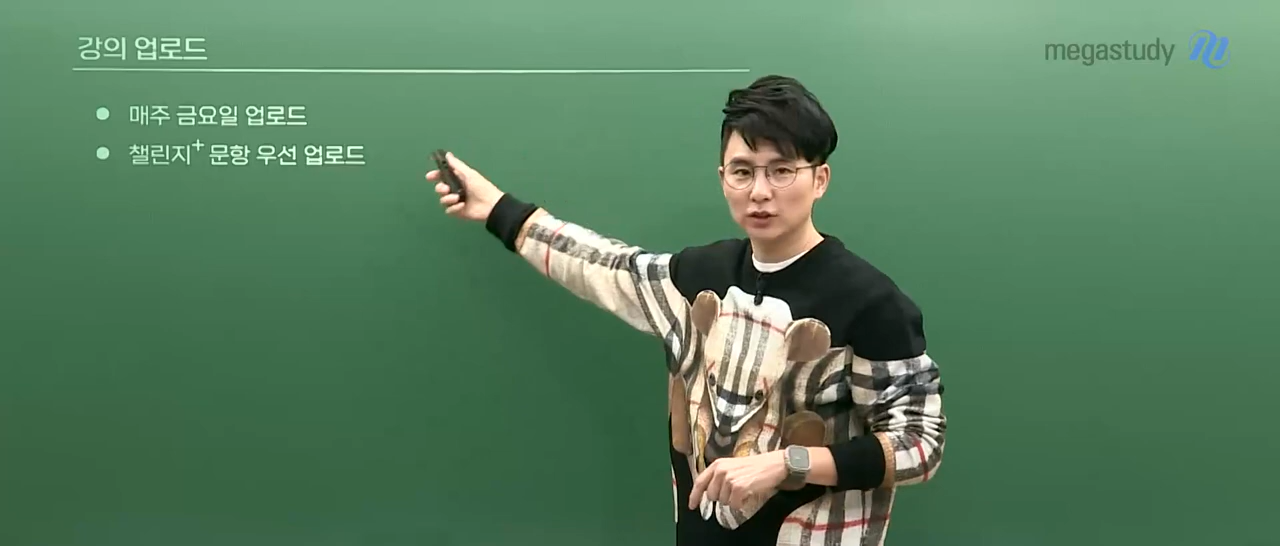 강의 업로드
megastudy
매주 금요일 업로드
챌린지+ 문항 우선 업로드